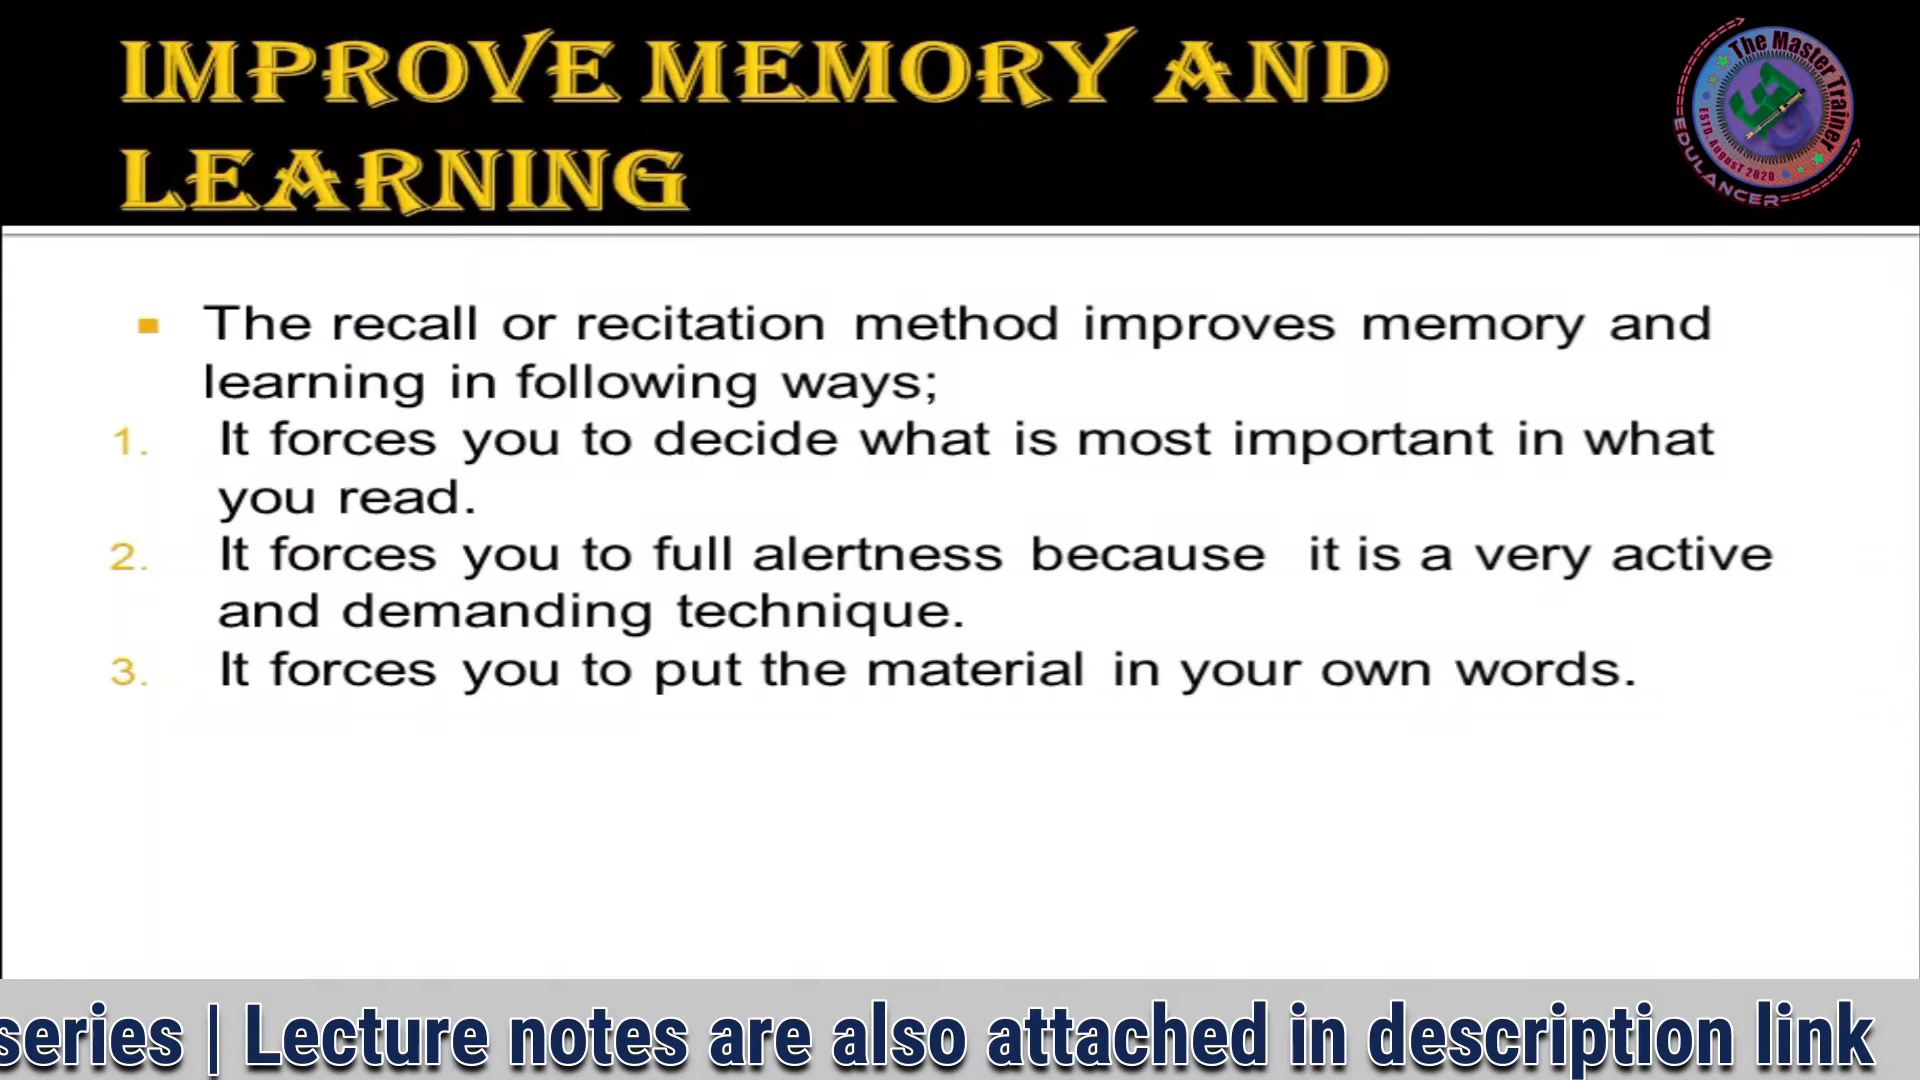 IMPROVE MEMORY AND
LEARNING
The Master Trainer
ESTD. AuGusT 2020
EDULANCER
The recall or recitation method improves memory and
learning in following ways;
1. It forces you to decide what is most important in what
you read.
2. It forces you to full alertness because it is a very active
and demanding technique.
3. It forces you to put the material in your own words.
series | Lecture notes are also attached in description link